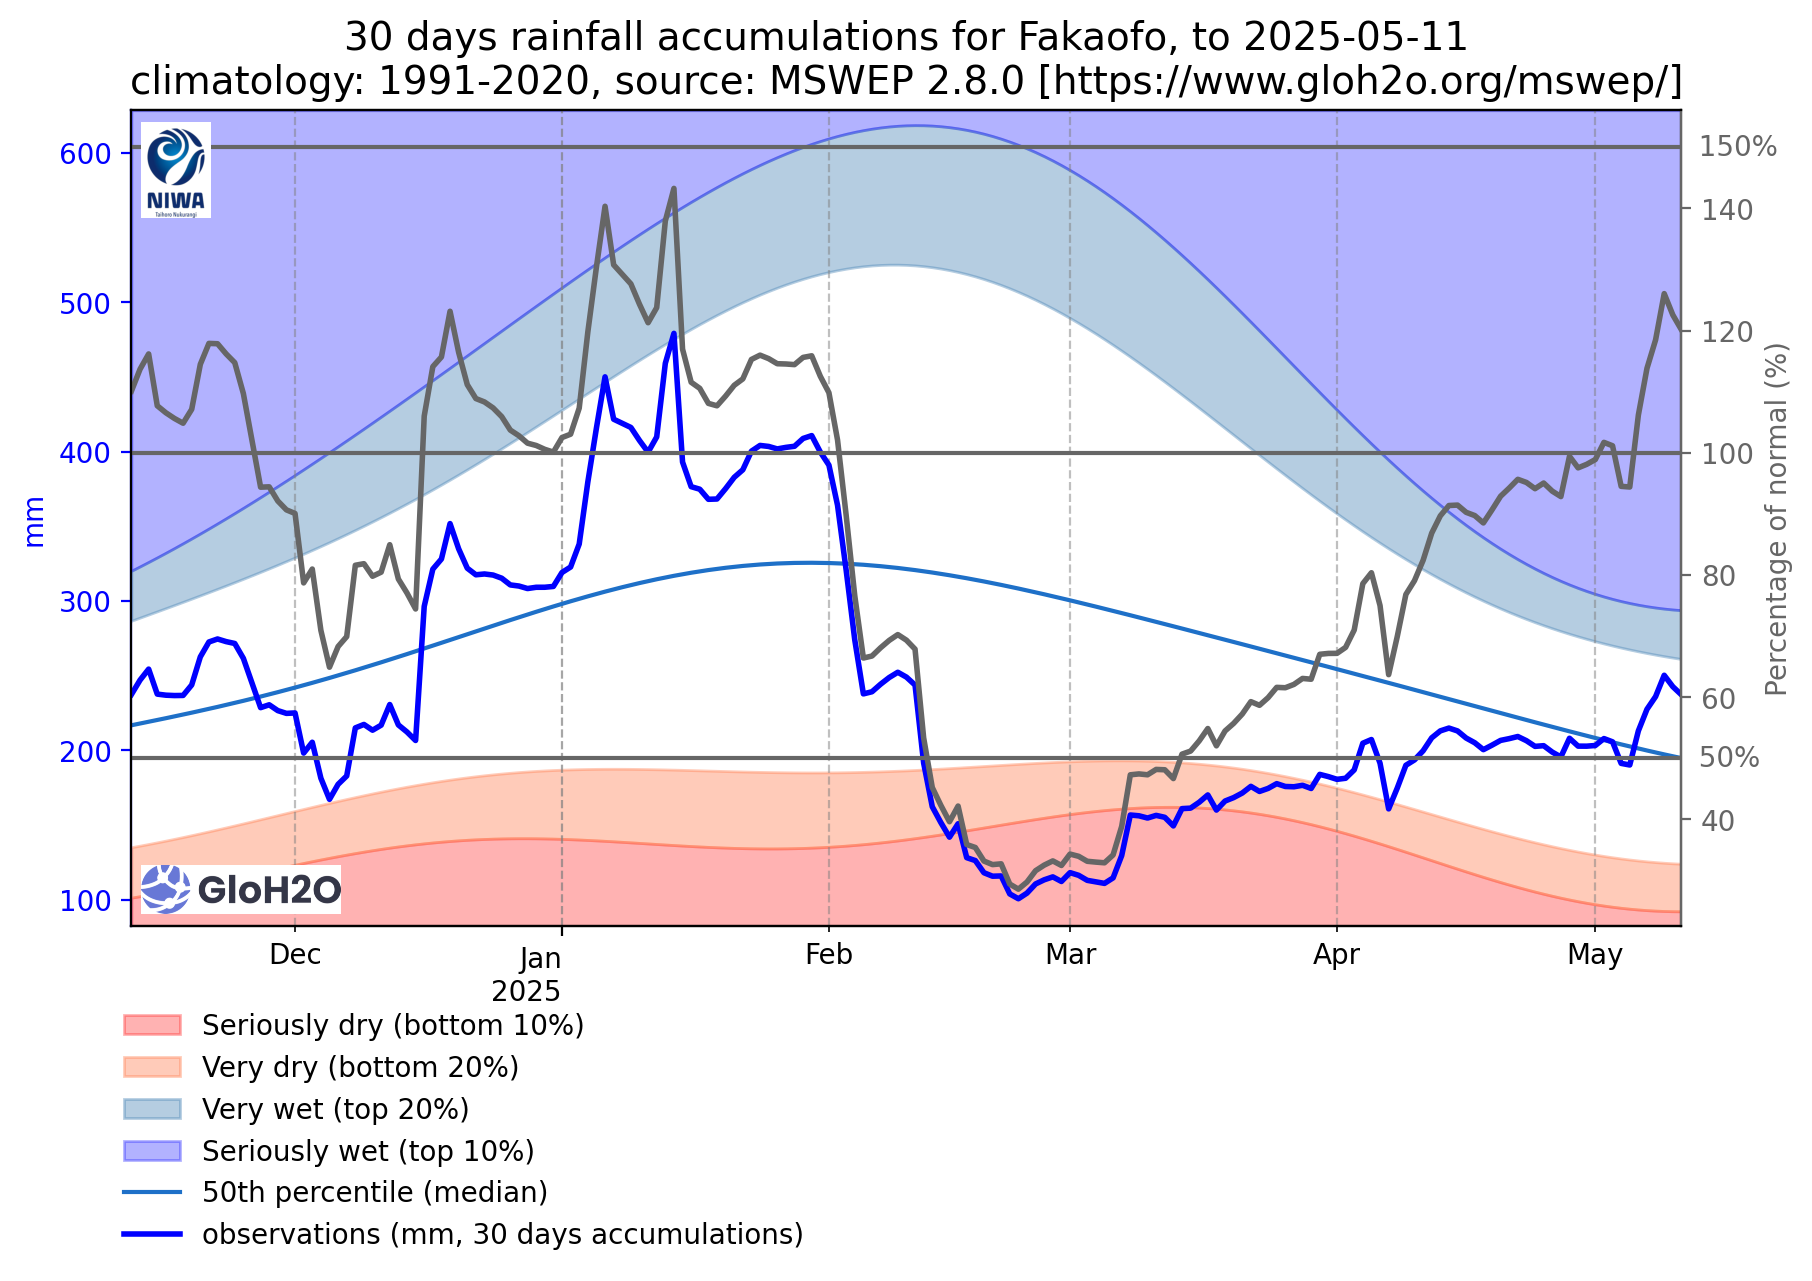 30 days rainfall accumulations for Fakaofo, to 2025-05-11
climatology: 1991-2020, source: MSWEP 2.8.0 [https://www.gloh2o.org/mswep/]
600
500
400
300
200
100
mm
150%
140
120
100
80
60
50%
40
Percentage of normal (%)
NIWA
Taihoro Nukurangi
GloH2O
Dec
Jan
2025
Feb
Mar
Apr
May
Seriously dry (bottom 10%)
Very dry (bottom 20%)
Very wet (top 20%)
Seriously wet (top 10%)
50th percentile (median)
observations (mm, 30 days accumulations)